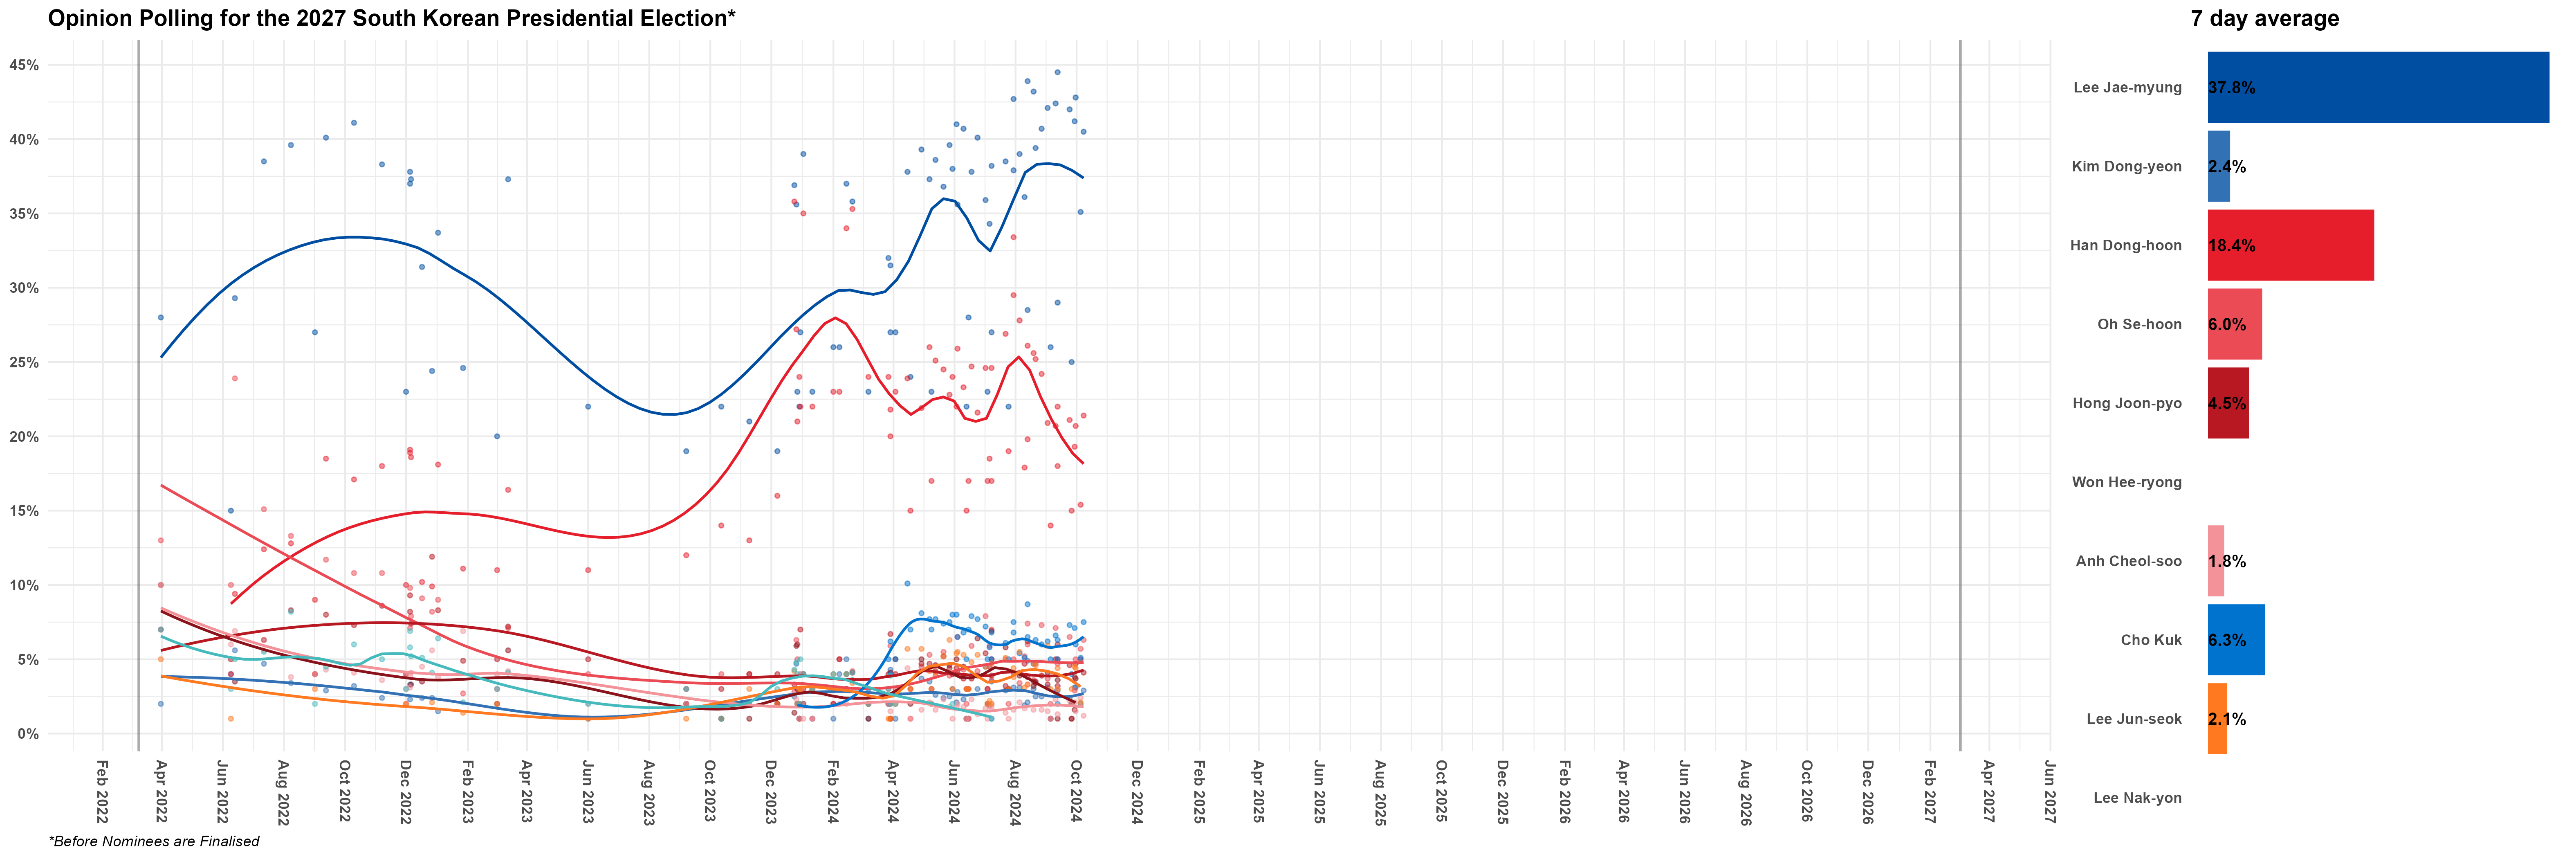 Opinion Polling for the 2027 South Korean Presidential Election*
7 day average
45%
40%
35%
30%
25%
20%
15%
10%
5%
0%
Feb 2022
Apr 2022
Jun 2022
Aug 2022
Oct 2022
Dec 2022
Feb 2023
Apr 2023
Jun 2023
Aug 2023
Oct 2023
Dec 2023
Feb 2024
Apr 2024
Jun 2024
Aug 2024
Oct 2024
Dec 2024
Feb 2025
Apr 2025
Jun 2025
Aug 2025
Oct 2025
Dec 2025
Feb 2026
Apr 2026
Jun 2026
Aug 2026
Oct 2026
Dec 2026
Feb 2027
Apr 2027
Jun 2027
*Before Nominees are Finalised
Lee Jae-myung 37.8%
Kim Dong-yeon 2.4%
Han Dong-hoon 18.4%
Oh Se-hoon 6.0%
Hong Joon-pyo 4.5%
Won Hee-ryong
Anh Cheol-soo 1.8%
Cho Kuk 6.3%
Lee Jun-seok 2.1%
Lee Nak-yon